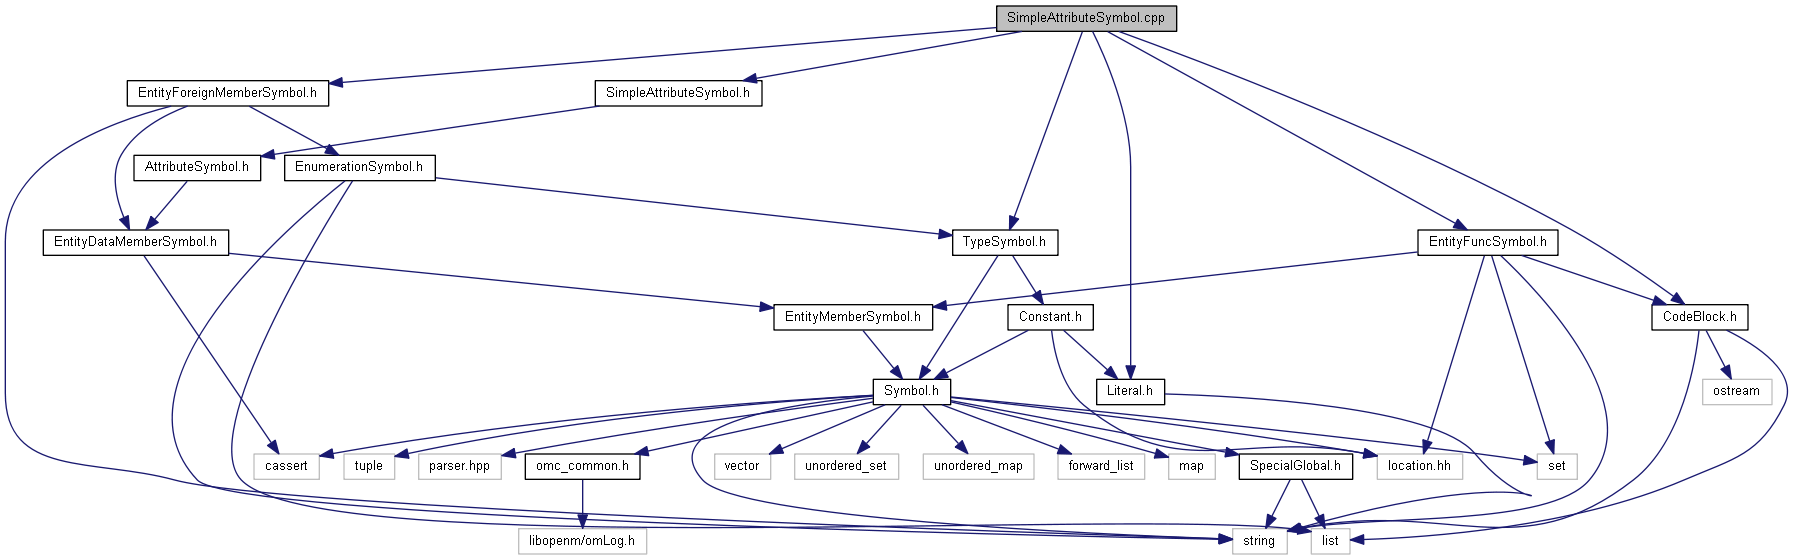 SimpleAttributeSymbol.cpp
EntityForeignMemberSymbol.h
SimpleAttributeSymbol.h
AttributeSymbol.h
EnumerationSymbol.h
EntityDataMemberSymbol.h
TypeSymbol.h
EntityFuncSymbol.h
EntityMemberSymbol.h
Constant.h
CodeBlock.h
Symbol.h
Literal.h
ostream
cassert
tuple
parser.hpp
omc_common.h
vector
unordered_set
unordered_map
forward_list
map
SpecialGlobal.h
location.hh
set
libopenm/omLog.h
string
list